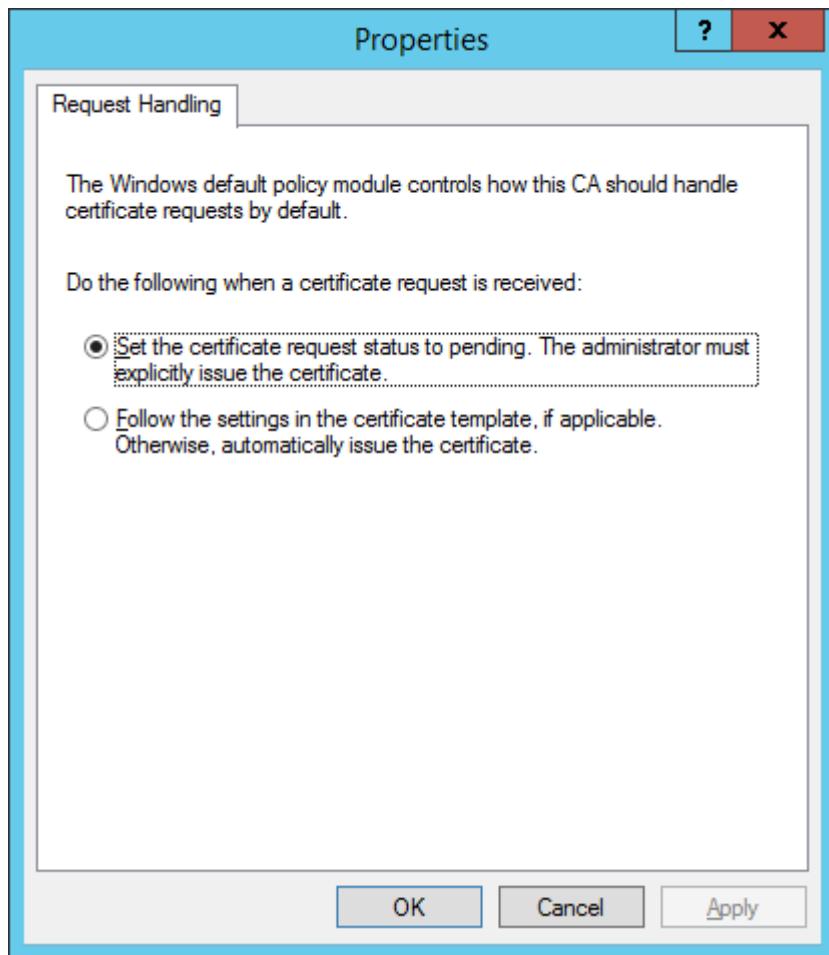 Properties
?
x
Request Handling
The Windows default policy module controls how this CA should handle
certificate requests by default.
Do the following when a certificate request is received:
Set the certificate request status to pending. The administrator must
explicitly issue the certificate.
Follow the settings in the certificate template, if applicable.
Otherwise, automatically issue the certificate.
OK
Cancel
Apply